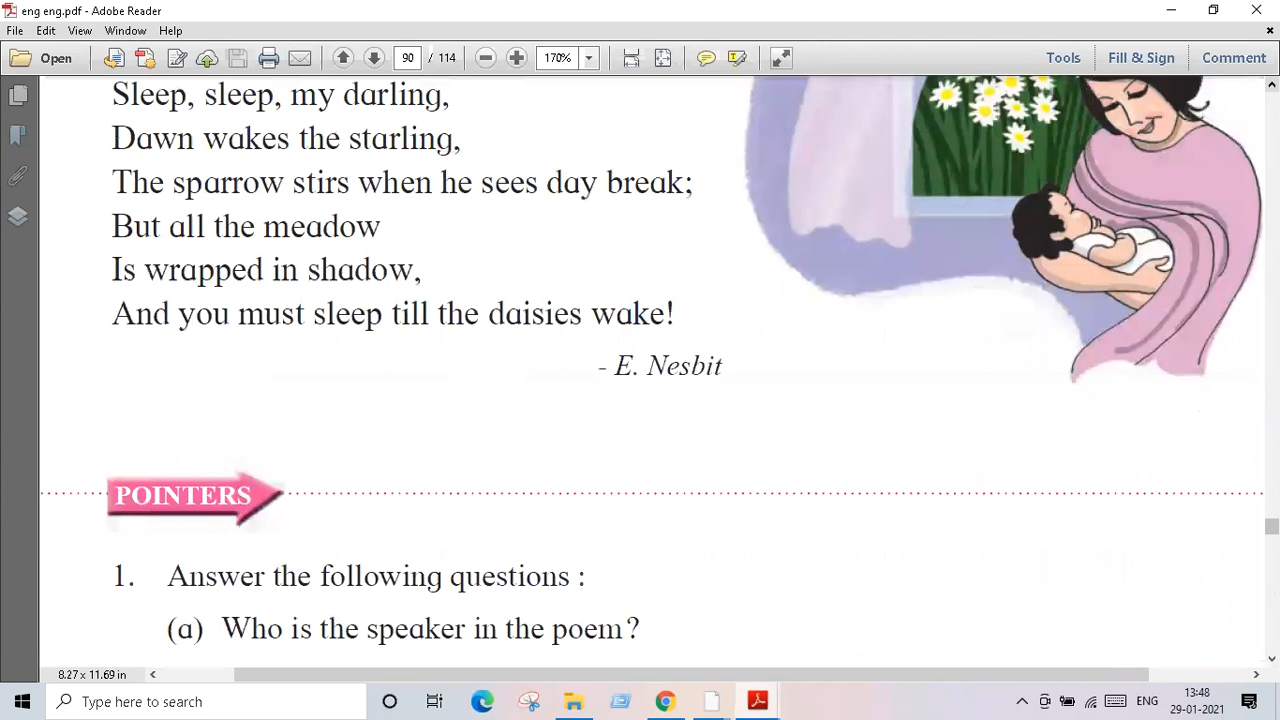 eng eng.pdf - Adobe Reader
File Edit View Window Help
Open 90 / 114 170% Tools Fill & Sign Comment
Sleep, sleep, my darling,
Dawn wakes the starling,
The sparrow stirs when he sees day break;
But all the meadow
Is wrapped in shadow,
And you must sleep till the daisies wake!
- E. Nesbit
POINTERS
1. Answer the following questions :
(a) Who is the speaker in the poem?
8.27 x 11.69 in
Type here to search
ENG
13:48
29-01-2021